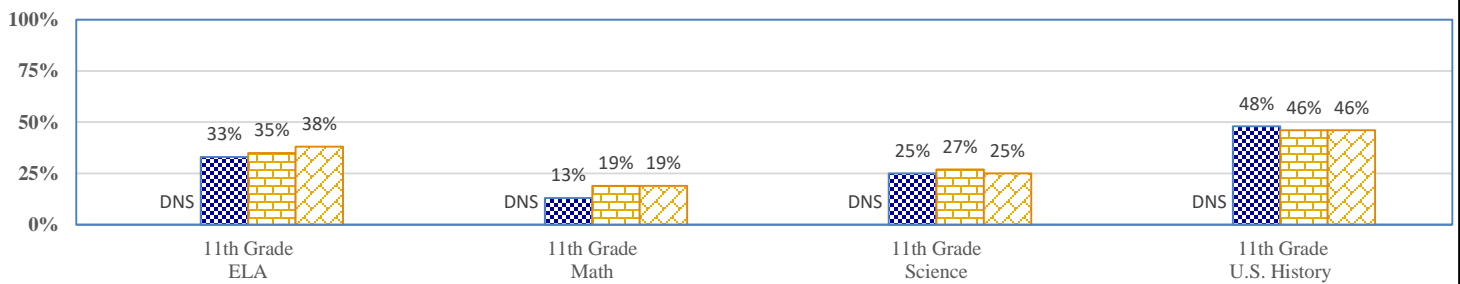 100%
75%
50%
25%
0%
DNS 33% 35% 38%
DNS 13% 19% 19%
DNS 25% 27% 25%
DNS 48% 46% 46%
11th Grade
ELA
11th Grade
Math
11th Grade
Science
11th Grade
U.S. History